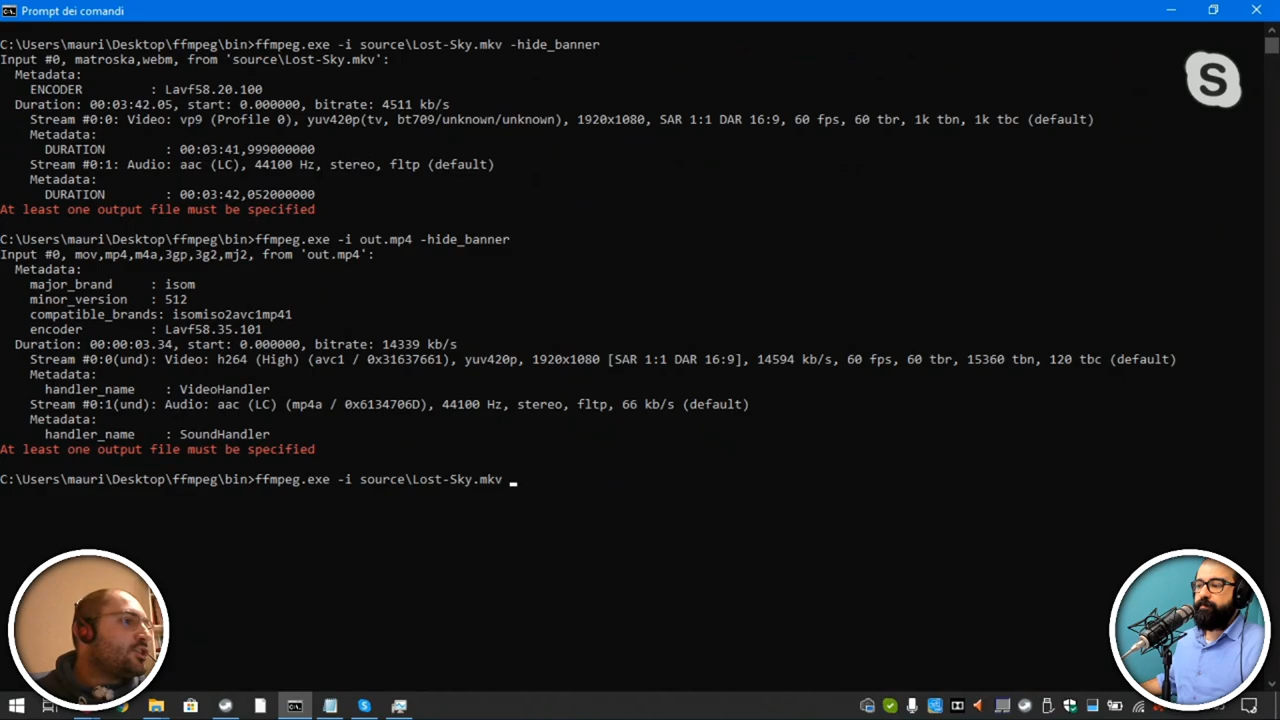 Prompt dei comandi
C:\Users\mauri\Desktop\ffmpeg\bin>ffmpeg.exe -i source\Lost-Sky.mkv -hide_banner
Input #0, matroska,webm, from 'source\Lost-Sky.mkv':
Metadata:
ENCODER : Lavf58.20.100
Duration: 00:03:42.05, start: 0.000000, bitrate: 4511 kb/s
Stream #0:0: Video: vp9 (Profile 0), yuv420p(tv, bt709/unknown/unknown), 1920x1080, SAR 1:1 DAR 16:9, 60 fps, 60 tbr, 1k tbn, 1k tbc (default)
Metadata:
DURATION : 00:03:41,999000000
Stream #0:1: Audio: aac (LC), 44100 Hz, stereo, fltp (default)
Metadata:
DURATION : 00:03:42,052000000
At least one output file must be specified
C:\Users\mauri\Desktop\ffmpeg\bin>ffmpeg.exe -i out.mp4 -hide_banner
Input #0, mov,mp4,m4a,3gp,3g2,mj2, from 'out.mp4':
Metadata:
major_brand : isom
minor_version : 512
compatible_brands: isomiso2avc1mp41
encoder : Lavf58.35.101
Duration: 00:00:03.34, start: 0.000000, bitrate: 14339 kb/s
Stream #0:0(und): Video: h264 (High) (avc1 / 0x31637661), yuv420p, 1920x1080 [SAR 1:1 DAR 16:9], 14594 kb/s, 60 fps, 60 tbr, 15360 tbn, 120 tbc (default)
Metadata:
handler_name : VideoHandler
Stream #0:1(und): Audio: aac (LC) (mp4a / 0x6134706D), 44100 Hz, stereo, fltp, 66 kb/s (default)
Metadata:
handler_name : SoundHandler
At least one output file must be specified
C:\Users\mauri\Desktop\ffmpeg\bin>ffmpeg.exe -i source\Lost-Sky.mkv _